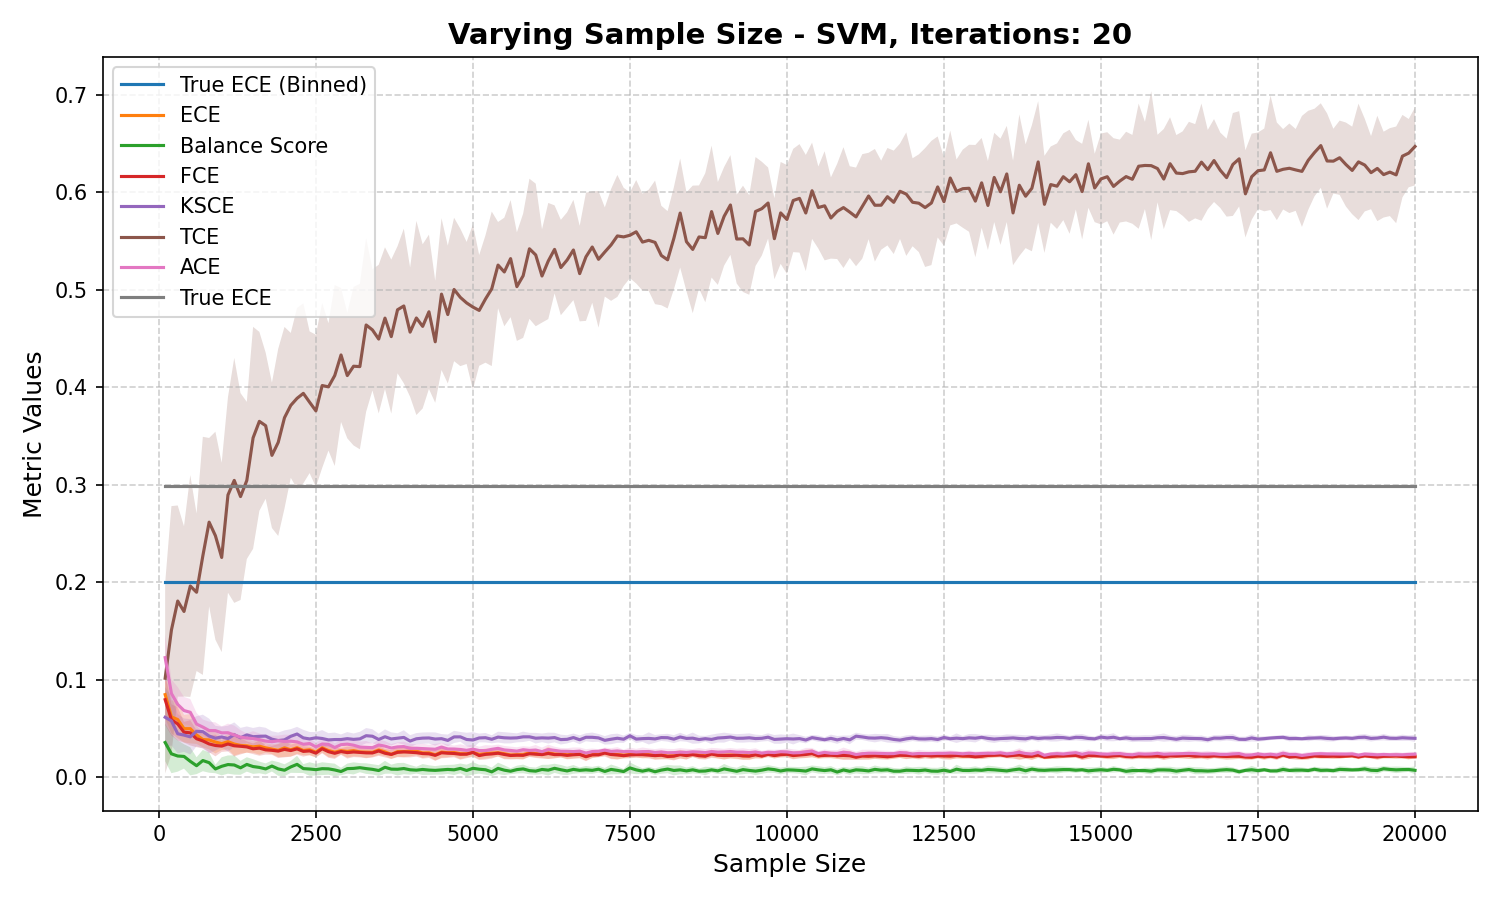 Varying Sample Size - SVM, Iterations: 20
True ECE (Binned)
ECE
Balance Score
FCE
KSCE
TCE
ACE
True ECE
Metric Values
0.7
0.6
0.5
0.4
0.3
0.2
0.1
0.0
0 2500 5000 7500 10000 12500 15000 17500 20000
Sample Size